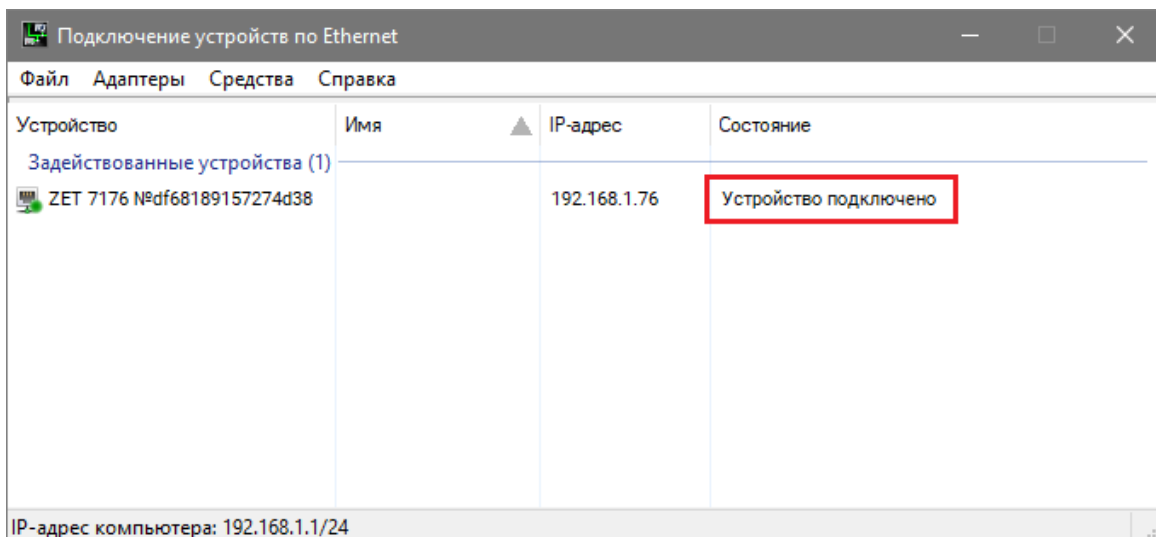 Подключение устройств по Ethernet
Файл Адаптеры Средства Справка
Устройство Имя IP-адрес Состояние
Задействованные устройства (1)
ZET 7176 №df68189157274d38 192.168.1.76 Устройство подключено
IP-адрес компьютера: 192.168.1.1/24